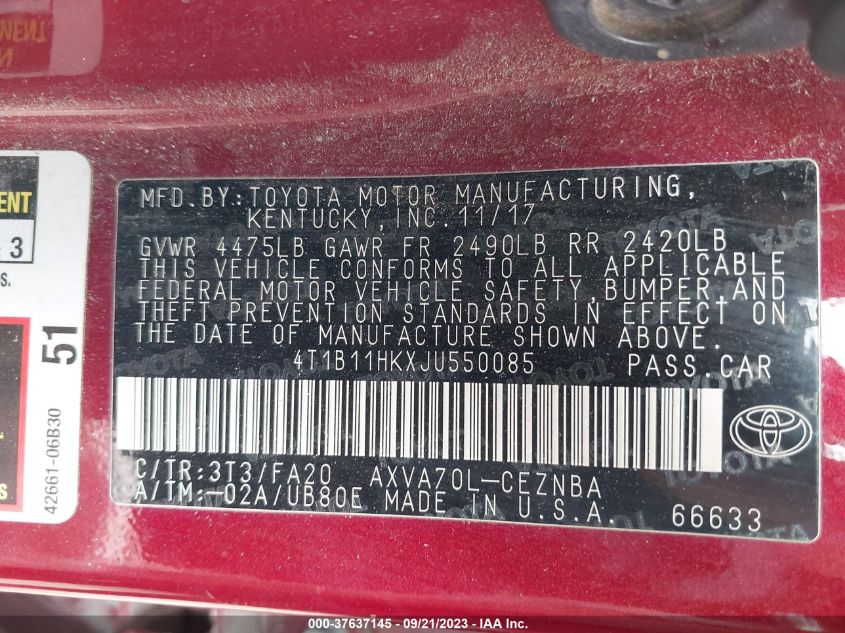 MFD.BY:TOYOTA MOTOR MANUFACTURING,
KENTUCKY,INC.11/17
GVWR 4475LB GAWR FR 2490LB RR 2420LB
THIS VEHICLE CONFORMS TO ALL APPLICABLE
FEDERAL MOTOR VEHICLE SAFETY,BUMPER,AND
THEFT PREVENTION STANDARDS IN EFFECT ON
THE DATE OF MANUFACTURE SHOWN ABOVE.
4T1B11HKXJU550085 PASS.CAR
C/TR:3T3/FA20 AXVA70L-CEZNBA
A/TM:-02A/UB80E MADE IN U.S.A. 66633
3
51
42661-06B30
000-37637145 - 09/21/2023 - IAA Inc.